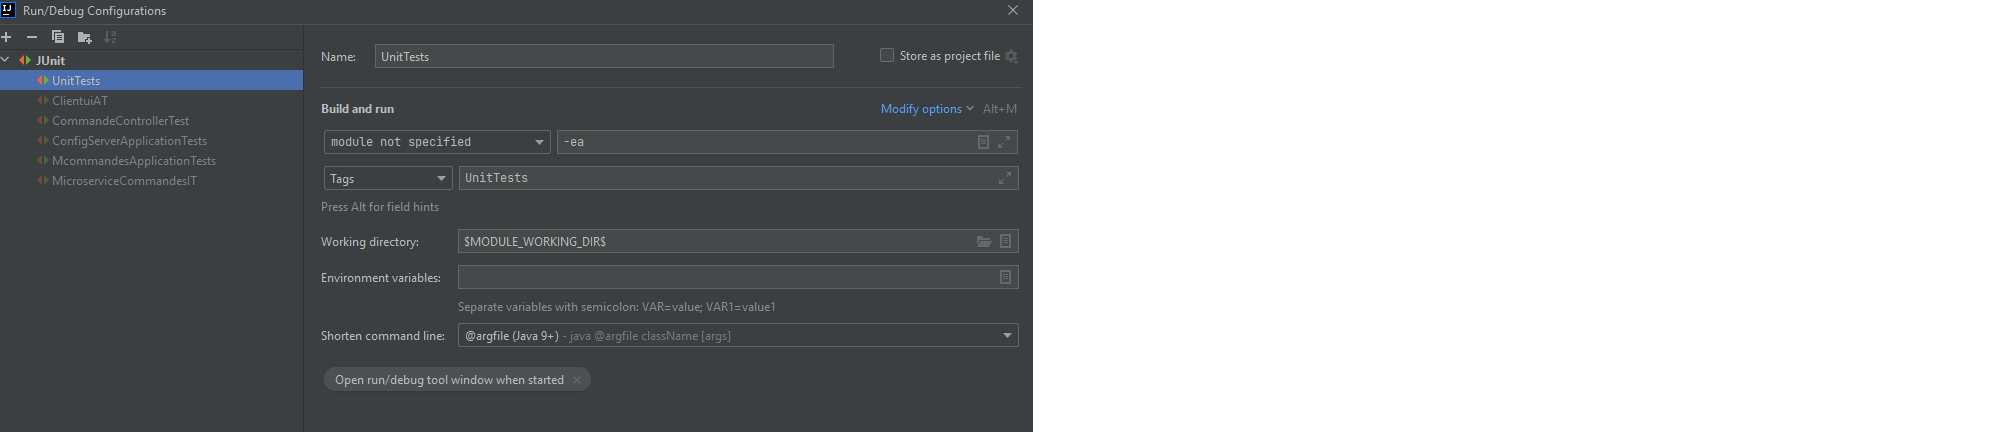 Run/Debug Configurations
JUnit
UnitTests
ClientuiAT
CommandeControllerTest
ConfigServerApplicationTests
McommandesApplicationTests
MicroserviceCommandesIT
Name: UnitTests Store as project file
Build and run Modify options Alt+M
module not specified -ea
Tags UnitTests
Press Alt for field hints
Working directory: $MODULE_WORKING_DIR$
Environment variables:
Separate variables with semicolon: VAR=value; VAR1=value1
Shorten command line: @argfile (Java 9+) - java @argfile className [args]
Open run/debug tool window when started